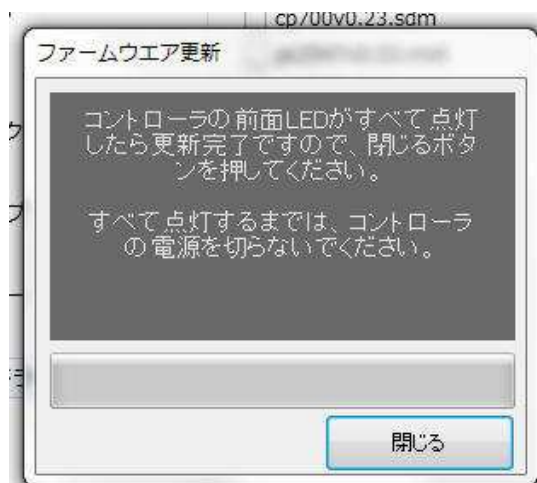 cp700v0.23.sdm
ファームウエア更新
コントローラの前面LEDがすべて点灯
したら更新完了ですので、閉じるボタ
ンを押してください。
すべて点灯するまでは、コントローラ
の電源を切らないでください。
閉じる